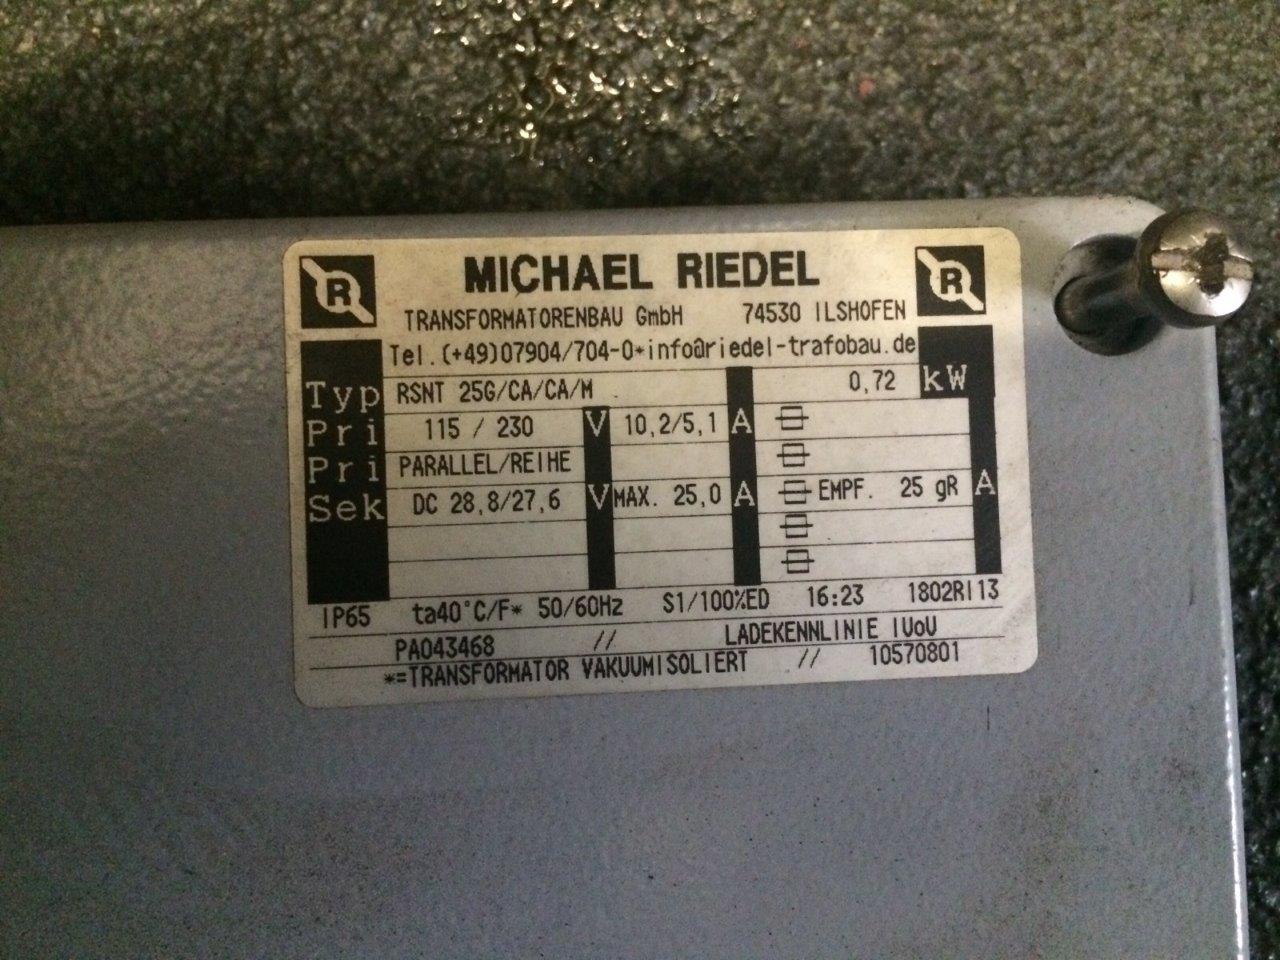 R MICHAEL RIEDEL R
TRANSFORMATORENBAU GmbH 74530 ILSHOFEN
Tel.(+49)07904/704-0*info@riedel-trafobau.de
Typ RSNT 25G/CA/CA/M 0,72 kW
Pri 115 / 230 V 10,2/5,1 A
Pri PARALLEL/REIHE
Sek DC 28,8/27,6 V MAX. 25,0 A EMPF. 25 gR A
IP65 ta40°C/F* 50/60Hz S1/100%ED 16:23 1802RI13
PA043468 // LADEKENNLINIE IUoU
*=TRANSFORMATOR VAKUUMISOLIERT // 10570801